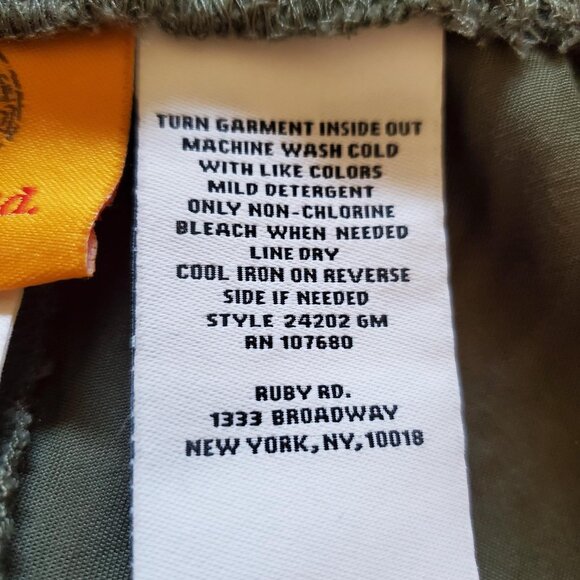 TURN GARMENT INSIDE OUT
MACHINE WASH COLD
WITH LIKE COLORS
MILD DETERGENT
ONLY NON-CHLORINE
BLEACH WHEN NEEDED
LINE DRY
COOL IRON ON REVERSE
SIDE IF NEEDED
STYLE 24202 GM
RN 107680
RUBY RD.
1333 BROADWAY
NEW YORK, NY, 10018